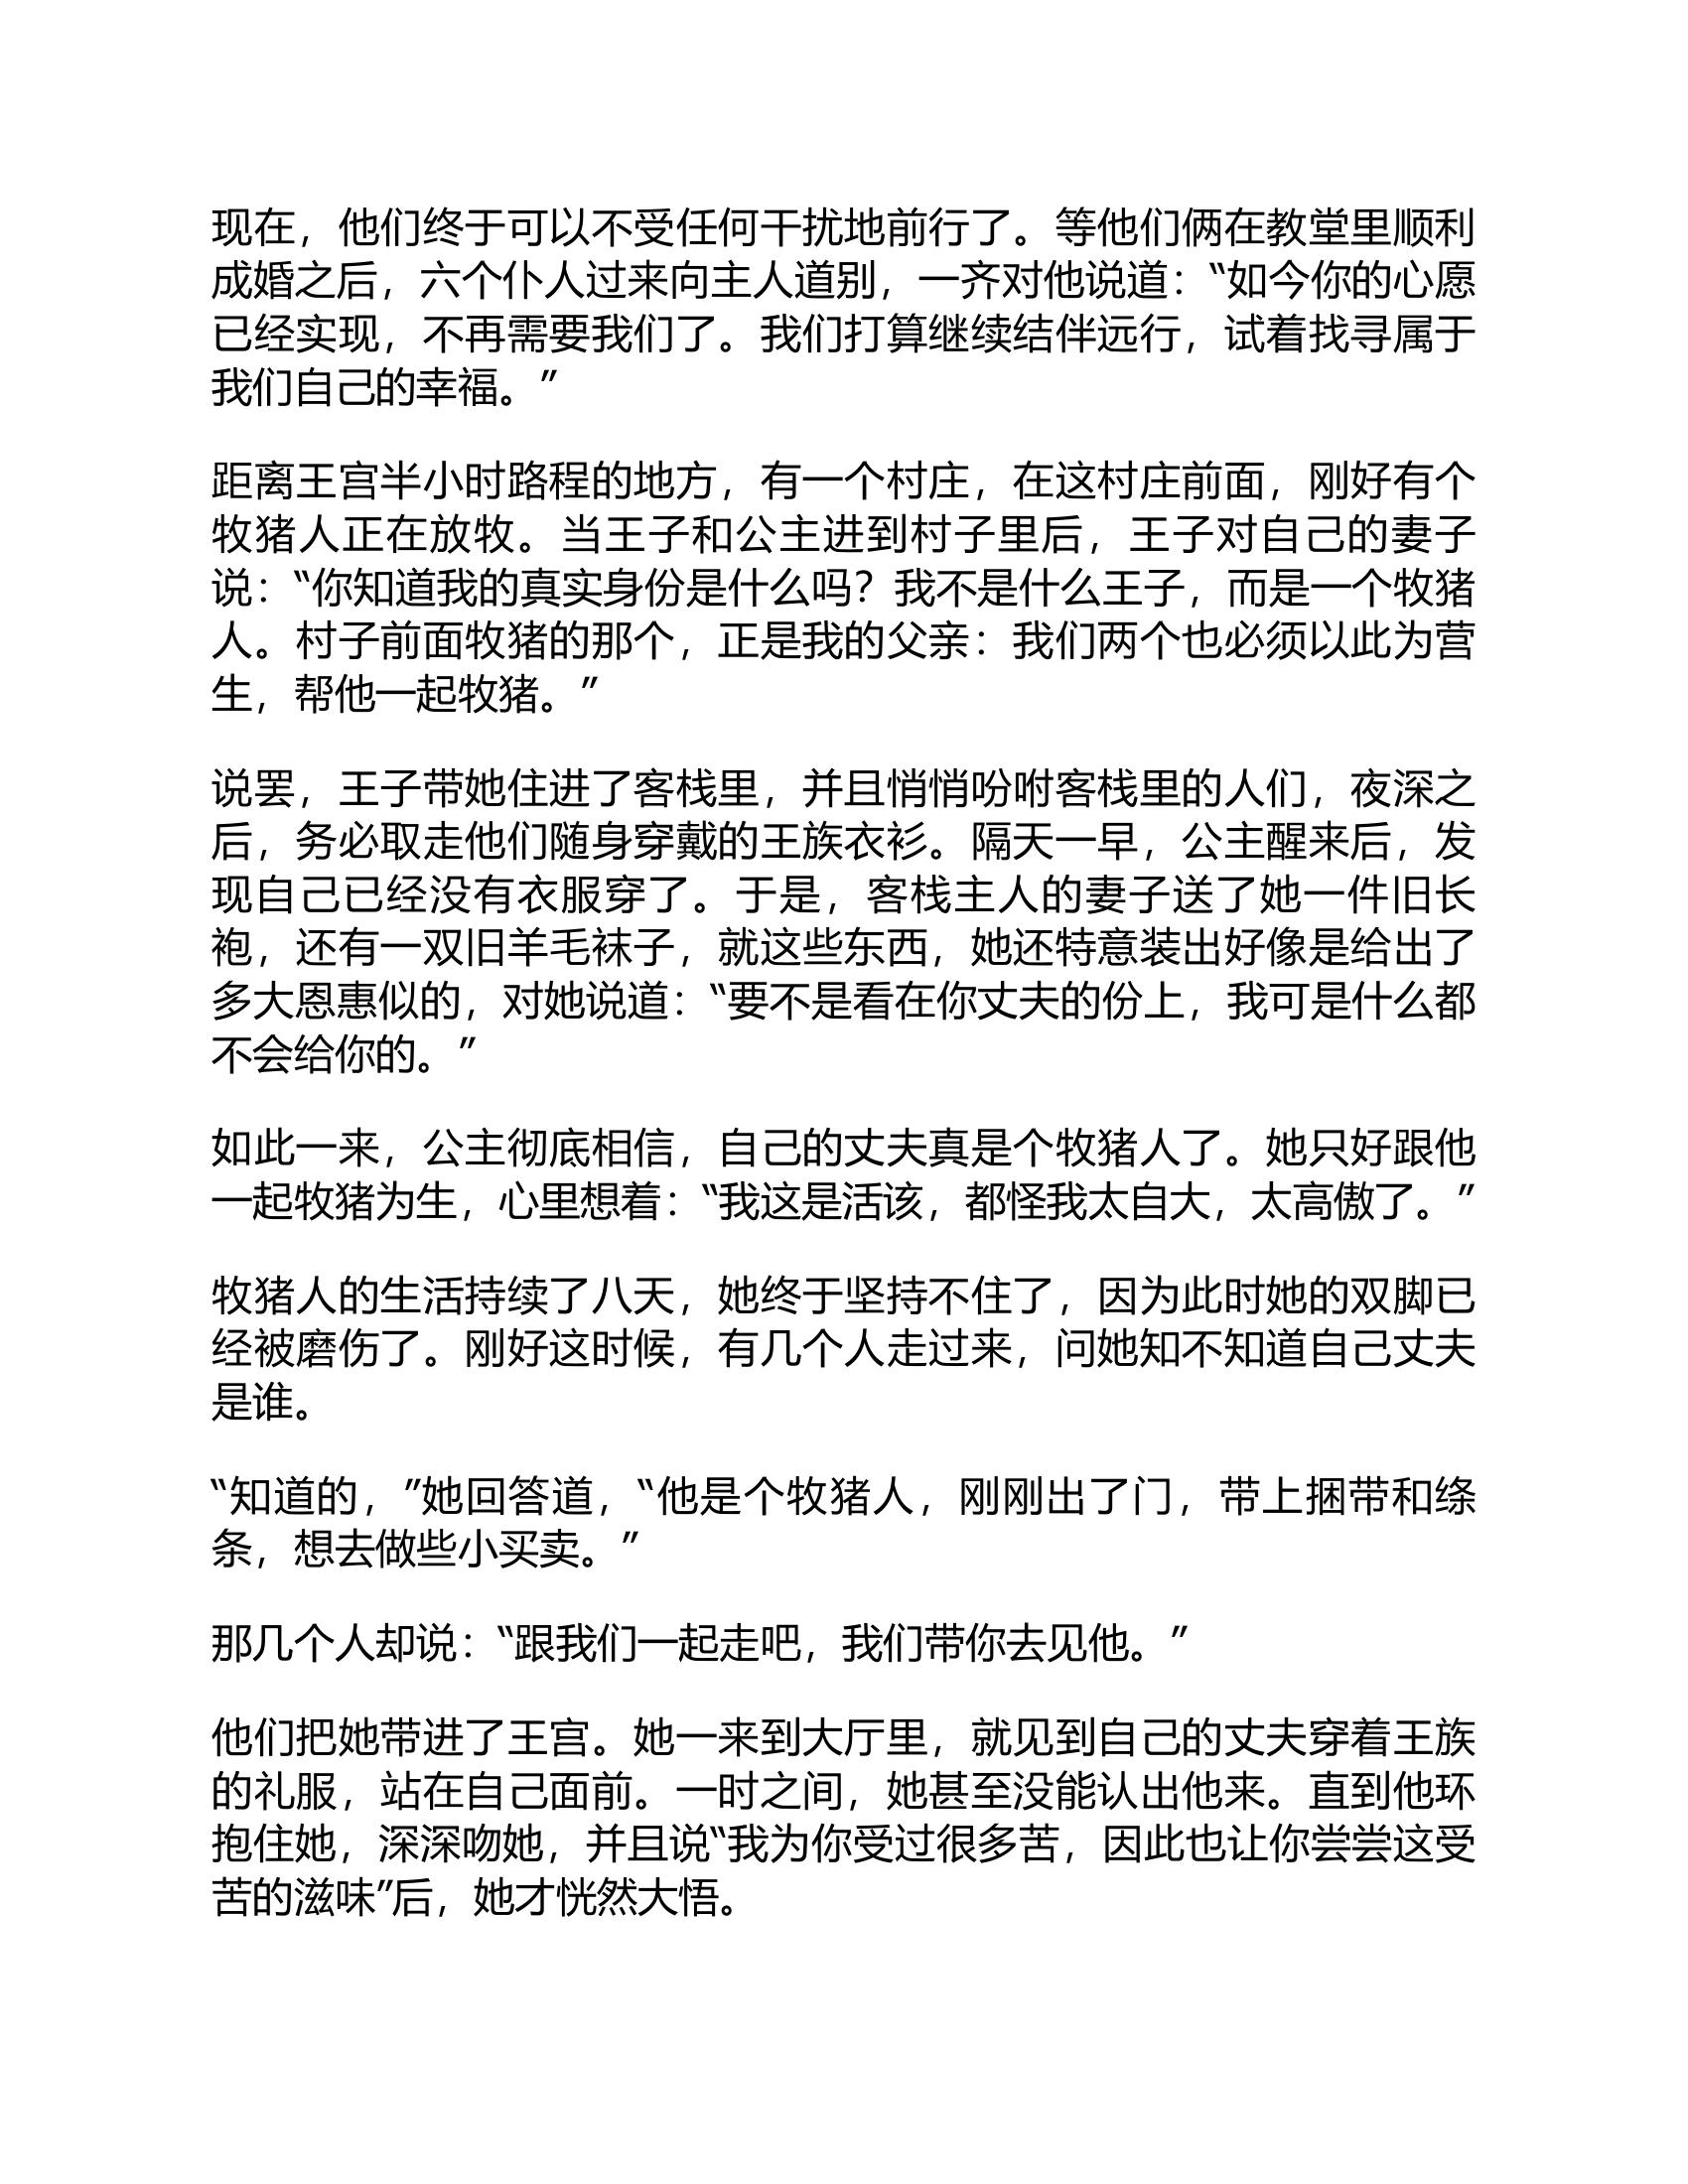 现在，他们终于可以不受任何干扰地前行了。等他们俩在教堂里顺利
成婚之后，六个仆人过来向主人道别，一齐对他说道：“如今你的心愿
已经实现，不再需要我们了。我们打算继续结伴远行，试着找寻属于
我们自己的幸福。”
距离王宫半小时路程的地方，有一个村庄，在这村庄前面，刚好有个
牧猪人正在放牧。当王子和公主进到村子里后，王子对自己的妻子
说：“你知道我的真实身份是什么吗？我不是什么王子，而是一个牧猪
人。村子前面牧猪的那个，正是我的父亲：我们两个也必须以此为营
生，帮他一起牧猪。”
说罢，王子带她住进了客栈里，并且悄悄吩咐客栈里的人们，夜深之
后，务必取走他们随身穿戴的王族衣衫。隔天一早，公主醒来后，发
现自己已经没有衣服穿了。于是，客栈主人的妻子送了她一件旧长
袍，还有一双旧羊毛袜子，就这些东西，她还特意装出好像是给出了
多大恩惠似的，对她说道：“要不是看在你丈夫的份上，我可是什么都
不会给你的。”
如此一来，公主彻底相信，自己的丈夫真是个牧猪人了。她只好跟他
一起牧猪为生，心里想着：“我这是活该，都怪我太自大，太高傲了。”
牧猪人的生活持续了八天，她终于坚持不住了，因为此时她的双脚已
经被磨伤了。刚好这时候，有几个人走过来，问她知不知道自己丈夫
是谁。
“知道的，”她回答道，“他是个牧猪人，刚刚出了门，带上捆带和绦
条，想去做些小买卖。”
那几个人却说：“跟我们一起走吧，我们带你去见他。”
他们把她带进了王宫。她一来到大厅里，就见到自己的丈夫穿着王族
的礼服，站在自己面前。一时之间，她甚至没能认出他来。直到他环
抱住她，深深吻她，并且说“我为你受过很多苦，因此也让你尝尝这受
苦的滋味”后，她才恍然大悟。